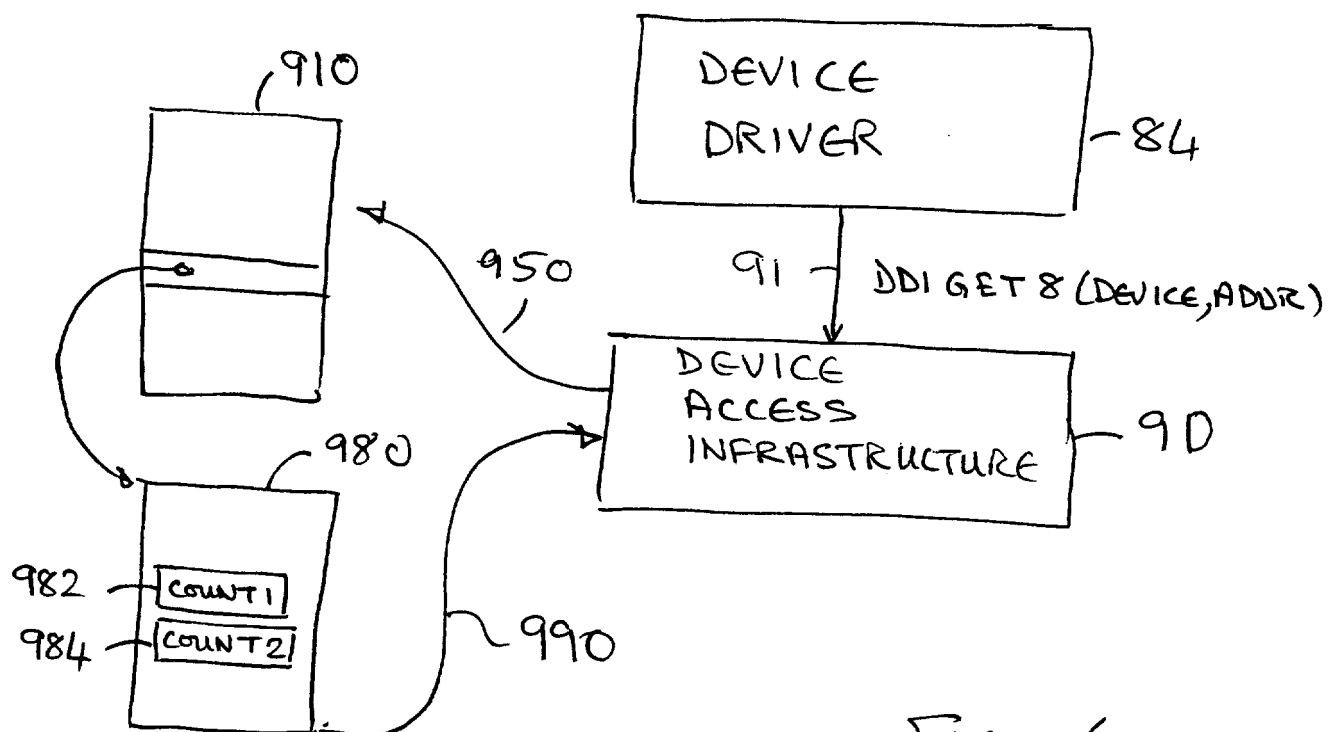 910
DEVICE
DRIVER
84
950
91
DDI GET 8 (DEVICE, ADDR)
DEVICE
ACCESS
INFRASTRUCTURE
90
980
982
COUNT1
984
COUNT2
990